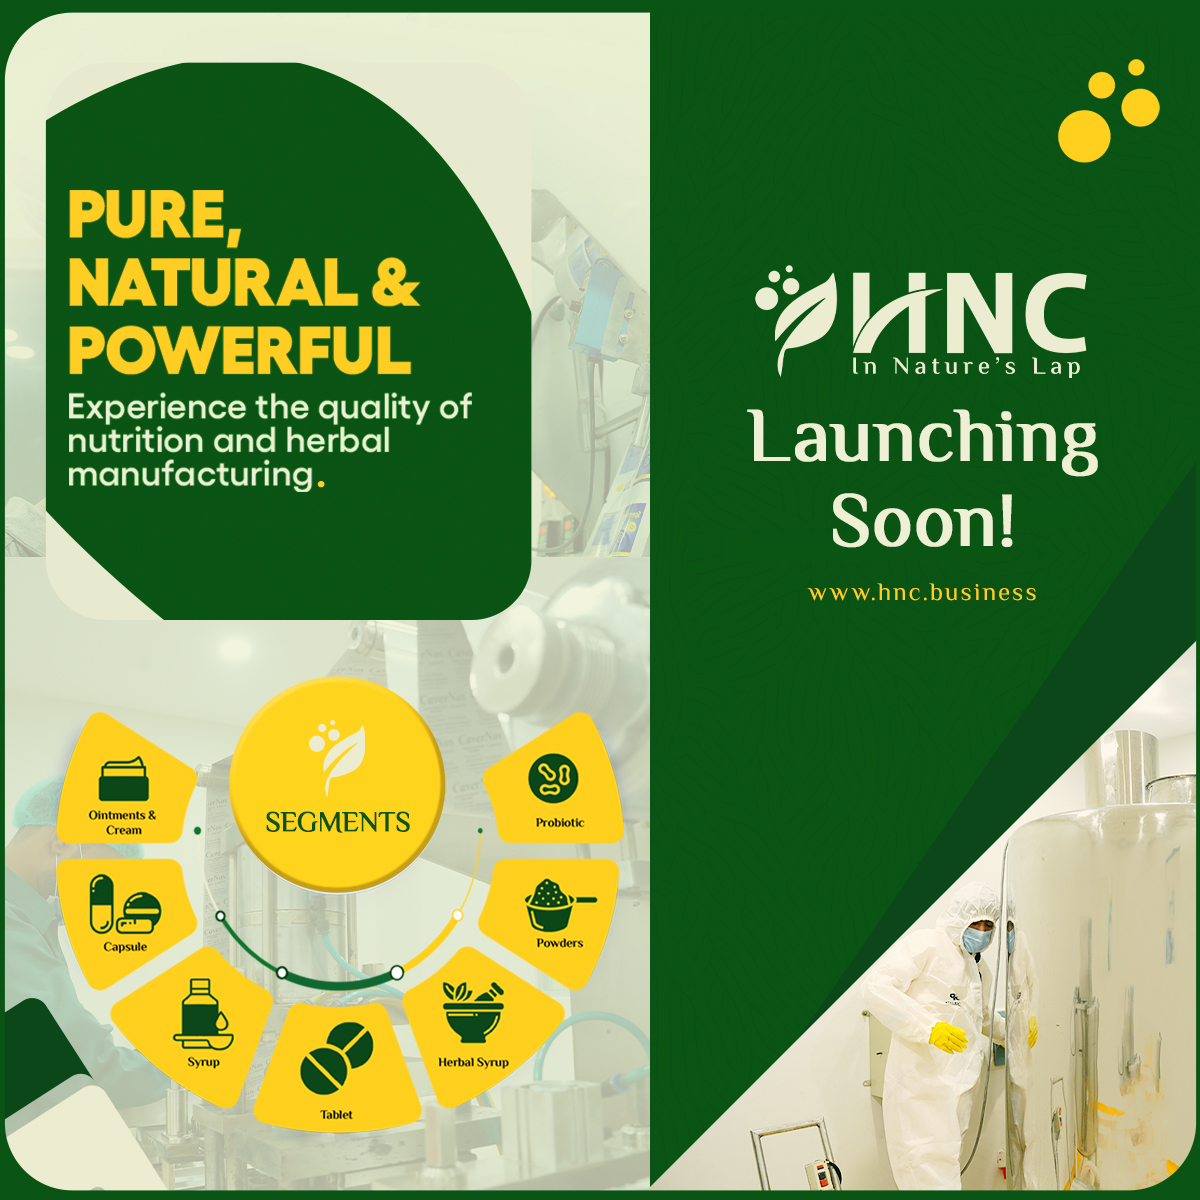 PURE,
NATURAL &
POWERFUL
Experience the quality of
nutrition and herbal
manufacturing.
HNC
In Nature's Lap
Launching
Soon!
www.hnc.business
SEGMENTS
Ointments &
Cream
Capsule
Syrup
Tablet
Herbal Syrup
Powders
Probiotic